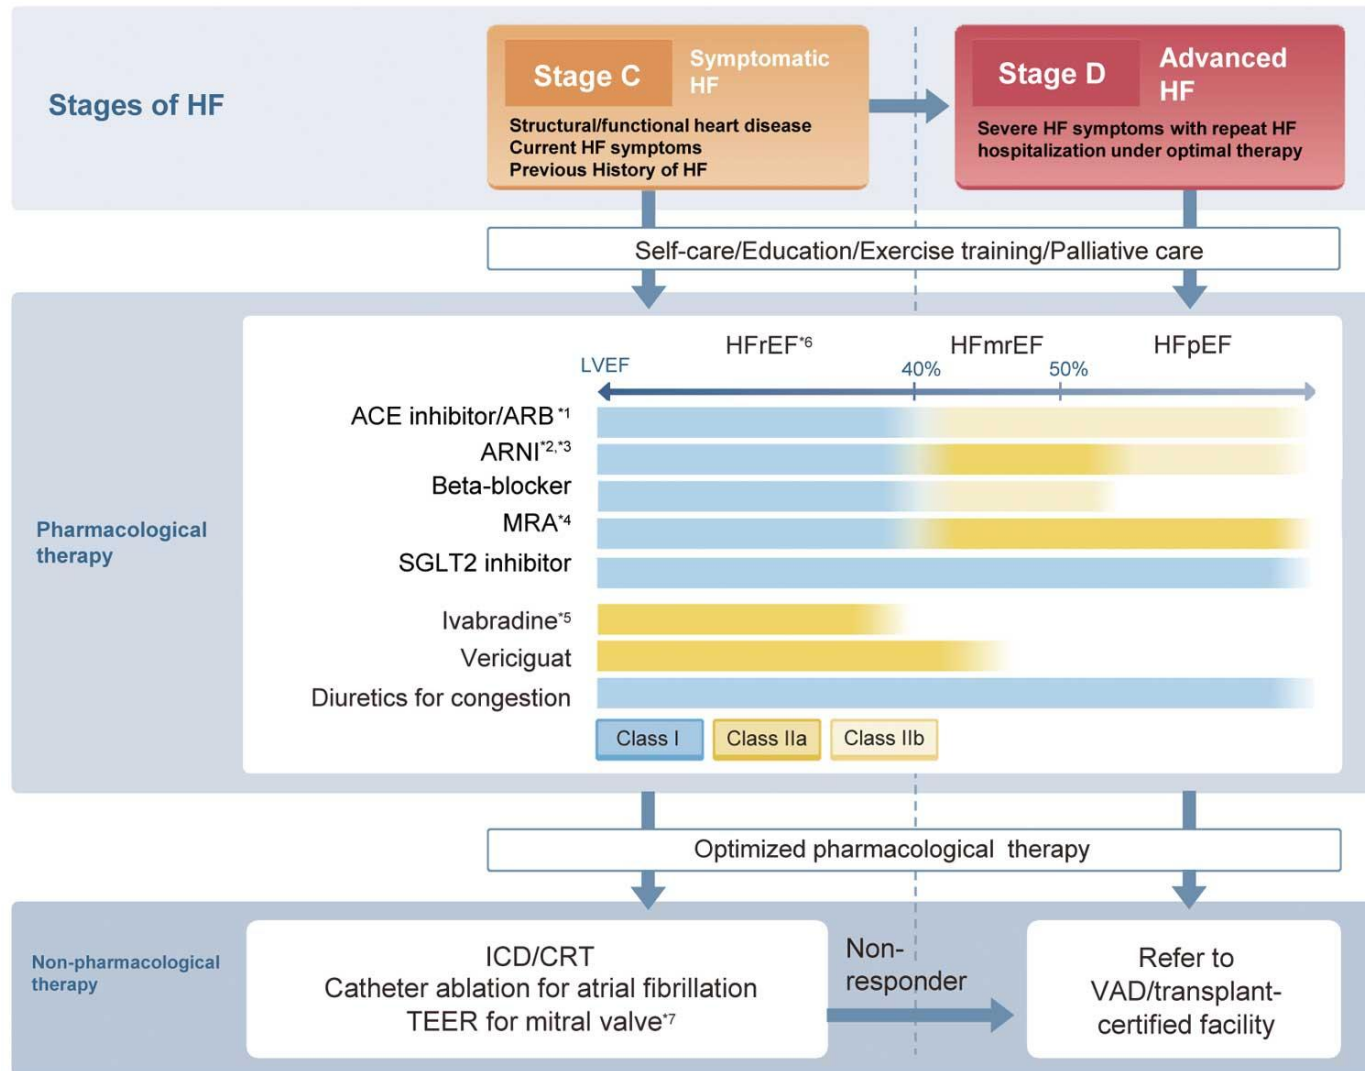 Stages of HF
Stage C
Symptomatic
HF
Structural/functional heart disease
Current HF symptoms
Previous History of HF
Stage D
Advanced
HF
Severe HF symptoms with repeat HF
hospitalization under optimal therapy
Self-care/Education/Exercise training/Palliative care
Pharmacological
therapy
HFrEF*6
HFmrEF
HFpEF
LVEF
40%
50%
ACE inhibitor/ARB*1
ARNI*2,*3
Beta-blocker
MRA*4
SGLT2 inhibitor
Ivabradine*5
Vericiguat
Diuretics for congestion
Class I
Class IIa
Class IIb
Optimized pharmacological therapy
Non-pharmacological
therapy
ICD/CRT
Catheter ablation for atrial fibrillation
TEER for mitral valve*7
Non-
responder
Refer to
VAD/transplant-
certified facility